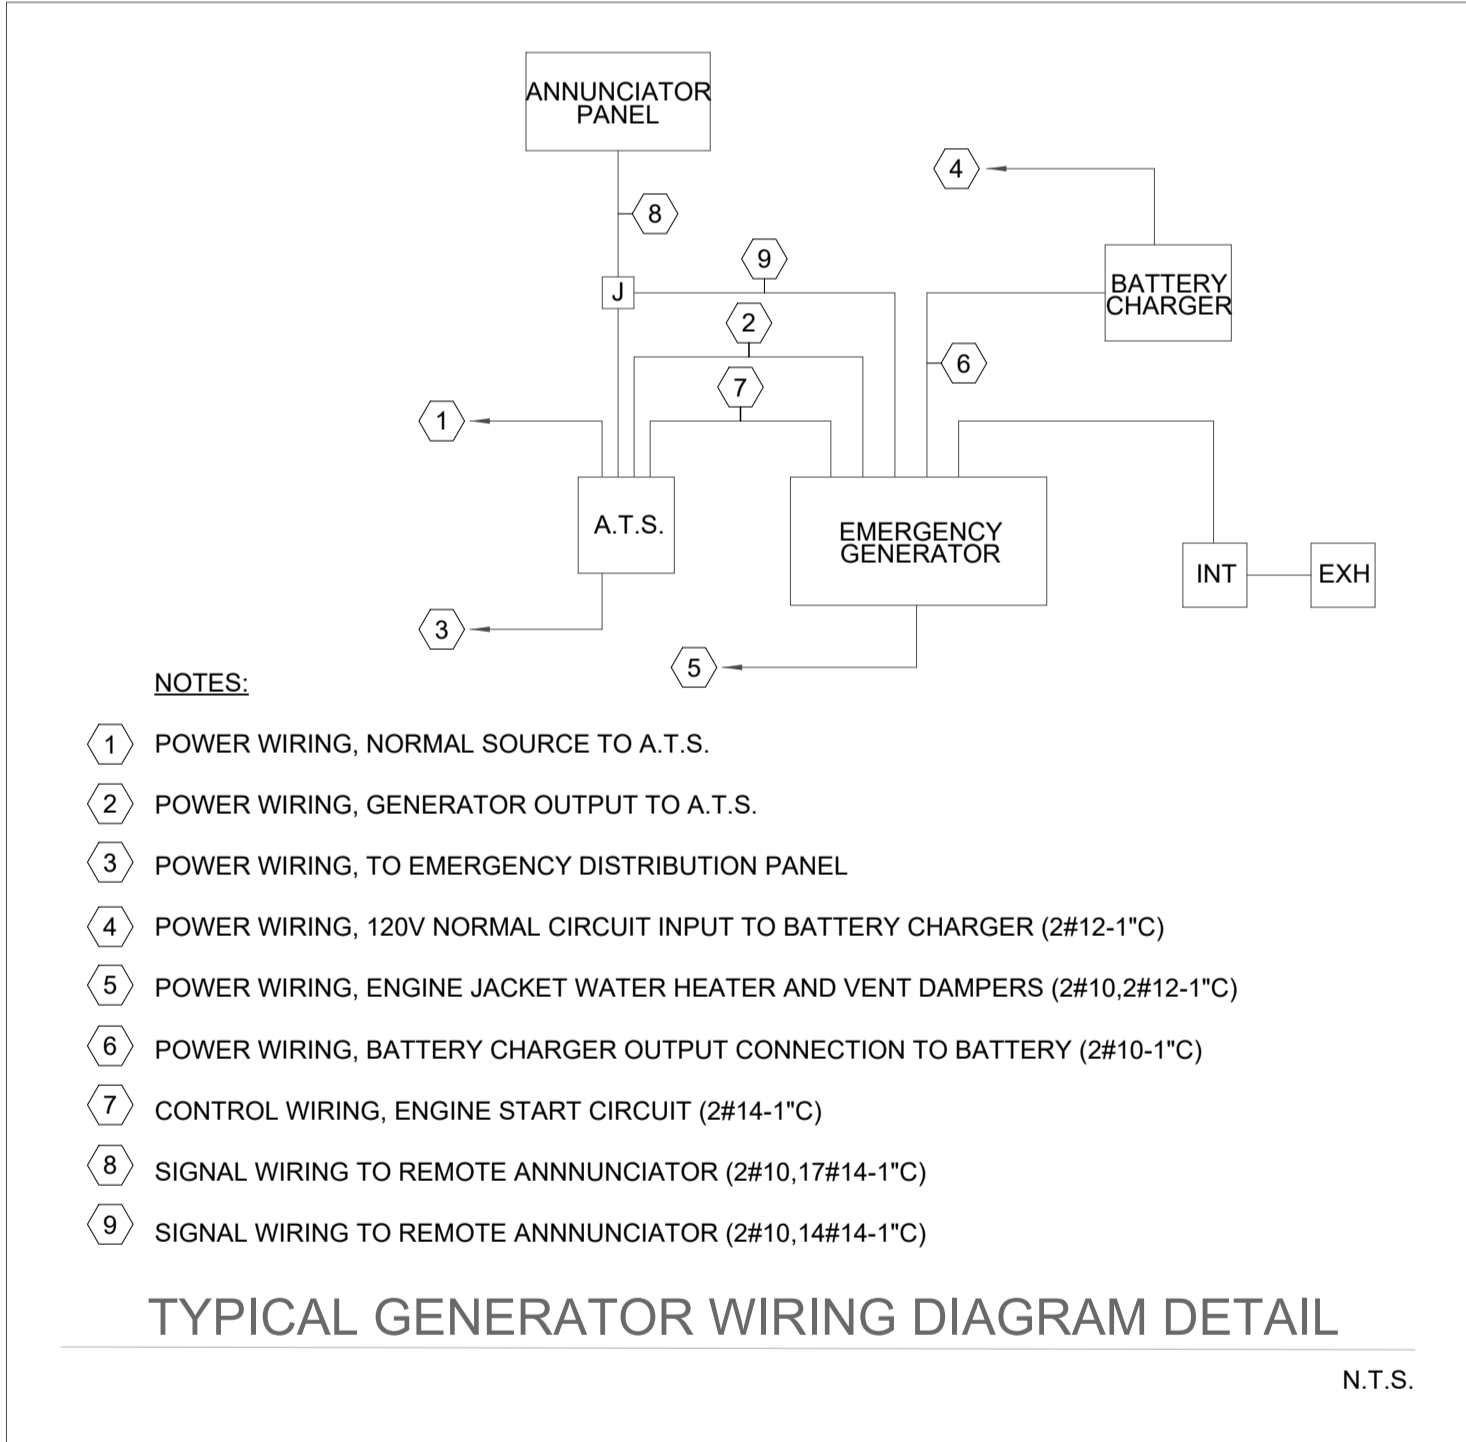 ANNUNCIATOR
PANEL
4
8
9
J
BATTERY
CHARGER
2
6
7
1
A.T.S.
EMERGENCY
GENERATOR
INT
EXH
3
5
NOTES:
1 POWER WIRING, NORMAL SOURCE TO A.T.S.
2 POWER WIRING, GENERATOR OUTPUT TO A.T.S.
3 POWER WIRING, TO EMERGENCY DISTRIBUTION PANEL
4 POWER WIRING, 120V NORMAL CIRCUIT INPUT TO BATTERY CHARGER (2#12-1"C)
5 POWER WIRING, ENGINE JACKET WATER HEATER AND VENT DAMPERS (2#10,2#12-1"C)
6 POWER WIRING, BATTERY CHARGER OUTPUT CONNECTION TO BATTERY (2#10-1"C)
7 CONTROL WIRING, ENGINE START CIRCUIT (2#14-1"C)
8 SIGNAL WIRING TO REMOTE ANNNUNCIATOR (2#10,17#14-1"C)
9 SIGNAL WIRING TO REMOTE ANNNUNCIATOR (2#10,14#14-1"C)
TYPICAL GENERATOR WIRING DIAGRAM DETAIL
N.T.S.